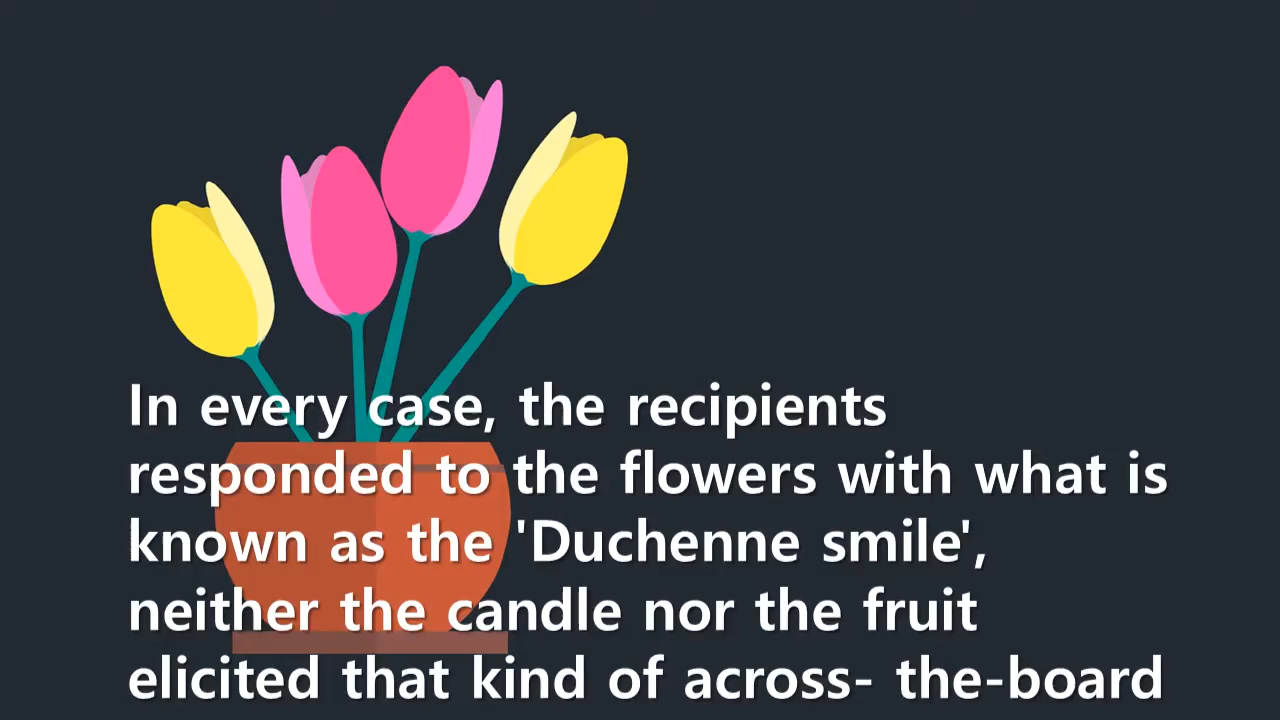 In every case, the recipients
responded to the flowers with what is
known as the 'Duchenne smile',
neither the candle nor the fruit
elicited that kind of across- the-board